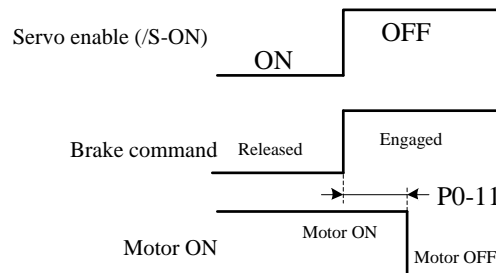 Servo enable (/S-ON)
ON
OFF
Brake command
Released
Engaged
P0-11
Motor ON
Motor ON
Motor OFF